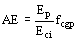 AE = E_p / E_ci f_cgp